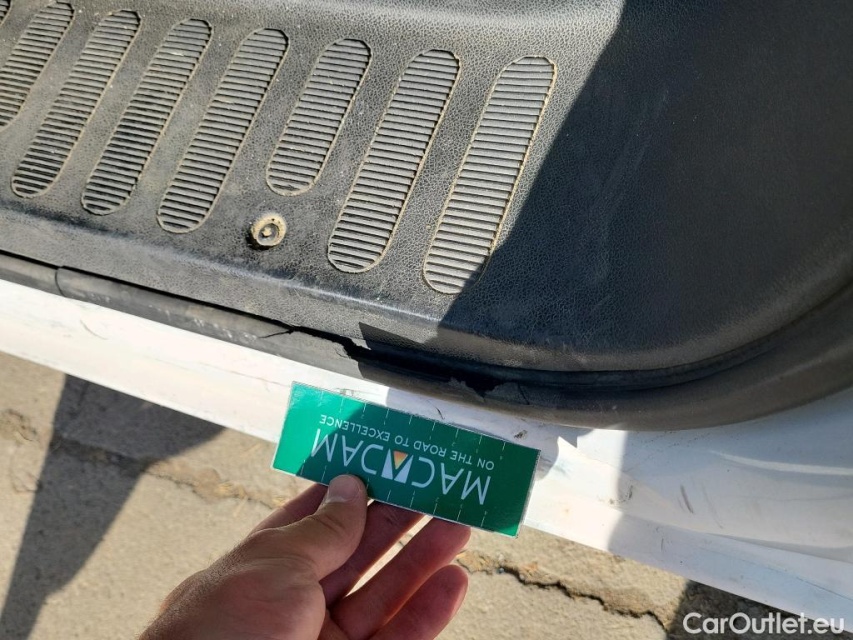 MACADAM
ON THE ROAD TO EXCELLENCE
CarOutlet.eu